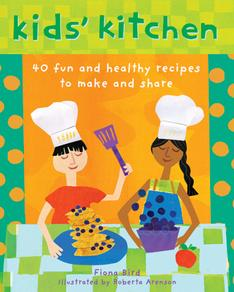 kids' kitchen
40 fun and healthy recipes
to make and share
Fiona Bird
Illustrated by Roberta Arenson